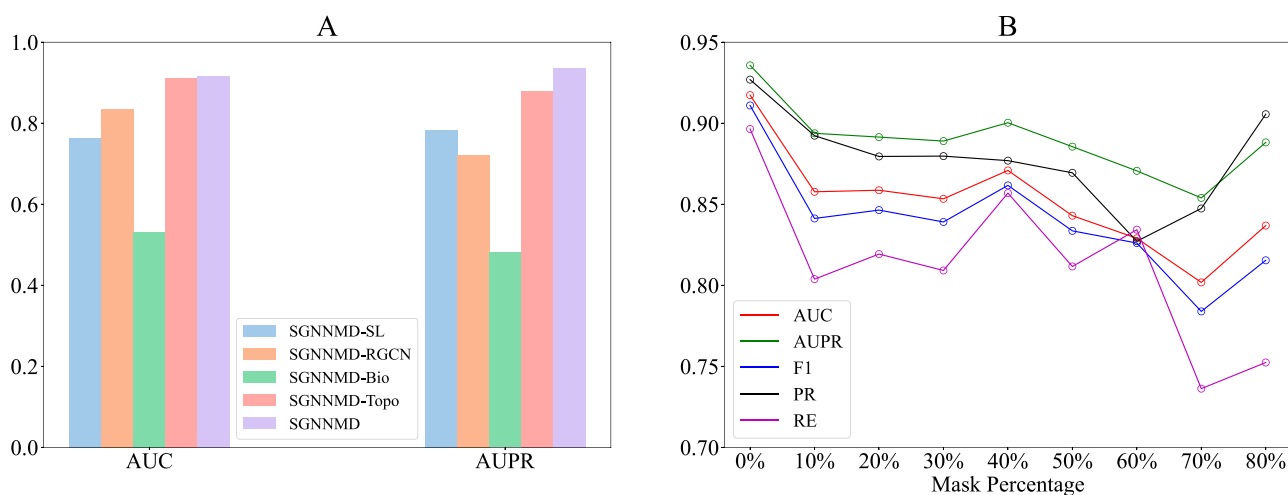 A
1.0
0.8
0.6
0.4
0.2
0.0
SGNNMD-SL
SGNNMD-RGCN
SGNNMD-Bio
SGNNMD-Topo
SGNNMD
AUC
AUPR
B
0.95
0.90
0.85
0.80
0.75
0.70
AUC
AUPR
F1
PR
RE
0% 10% 20% 30% 40% 50% 60% 70% 80%
Mask Percentage